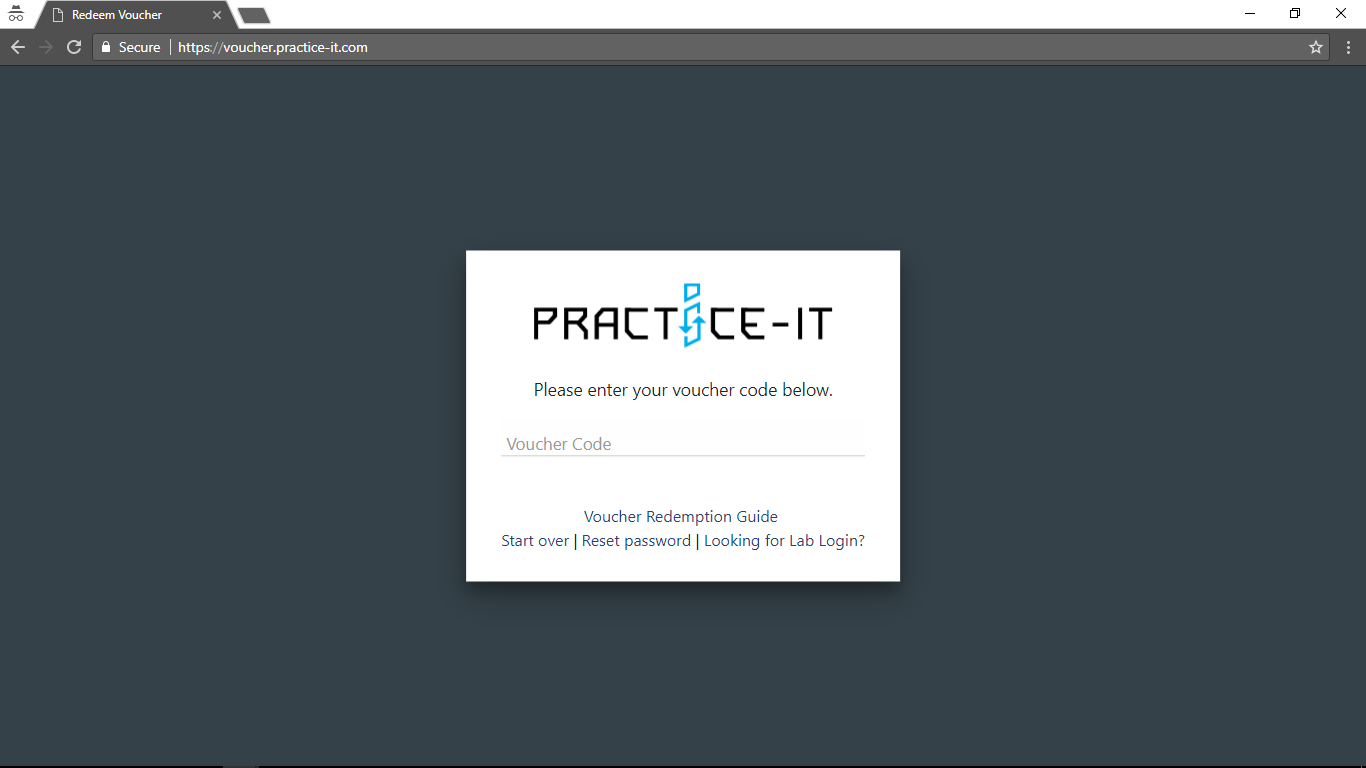 Redeem Voucher
Secure https://voucher.practice-it.com
PRACTICE-IT
Please enter your voucher code below.
Voucher Code
Voucher Redemption Guide
Start over | Reset password | Looking for Lab Login?